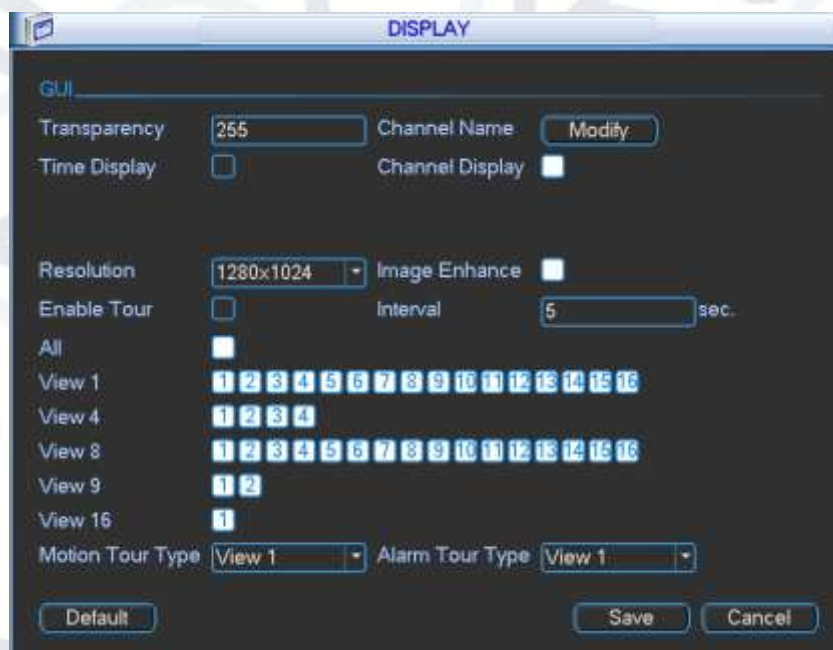 DISPLAY
GUI
Transparency 255 Channel Name Modify
Time Display Channel Display
Resolution 1280×1024 Image Enhance
Enable Tour Interval 5 sec.
All
View 1 1 2 3 4 5 6 7 8 9 10 11 12 13 14 15 16
View 4 1 2 3 4
View 8 1 2 3 4 5 6 7 8 9 10 11 12 13 14 15 16
View 9 1 2
View 16 1
Motion Tour Type View 1 Alarm Tour Type View 1
Default Save Cancel